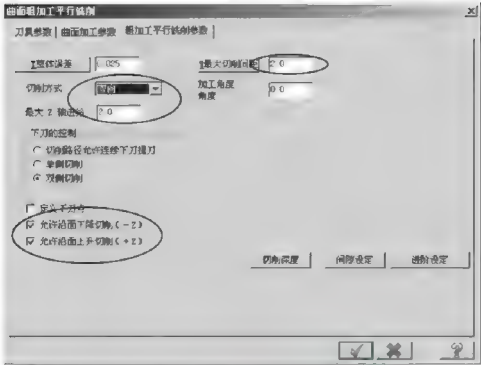 曲面粗加工平行铣削
刀具参数 曲面加工参数 粗加工平行铣削参数
整体误差 0.025 最大切削间距 2.0
切削方式 双向 加工角度
角度 0.0
最大 Z 轴进给 2.0
下刀的控制
切削路径允许连续下刀提刀
单侧切削
双侧切削
定义下刀点
允许沿面下降切削(-Z)
允许沿面上升切削(+Z)
切削深度 间隙设定 进阶设定